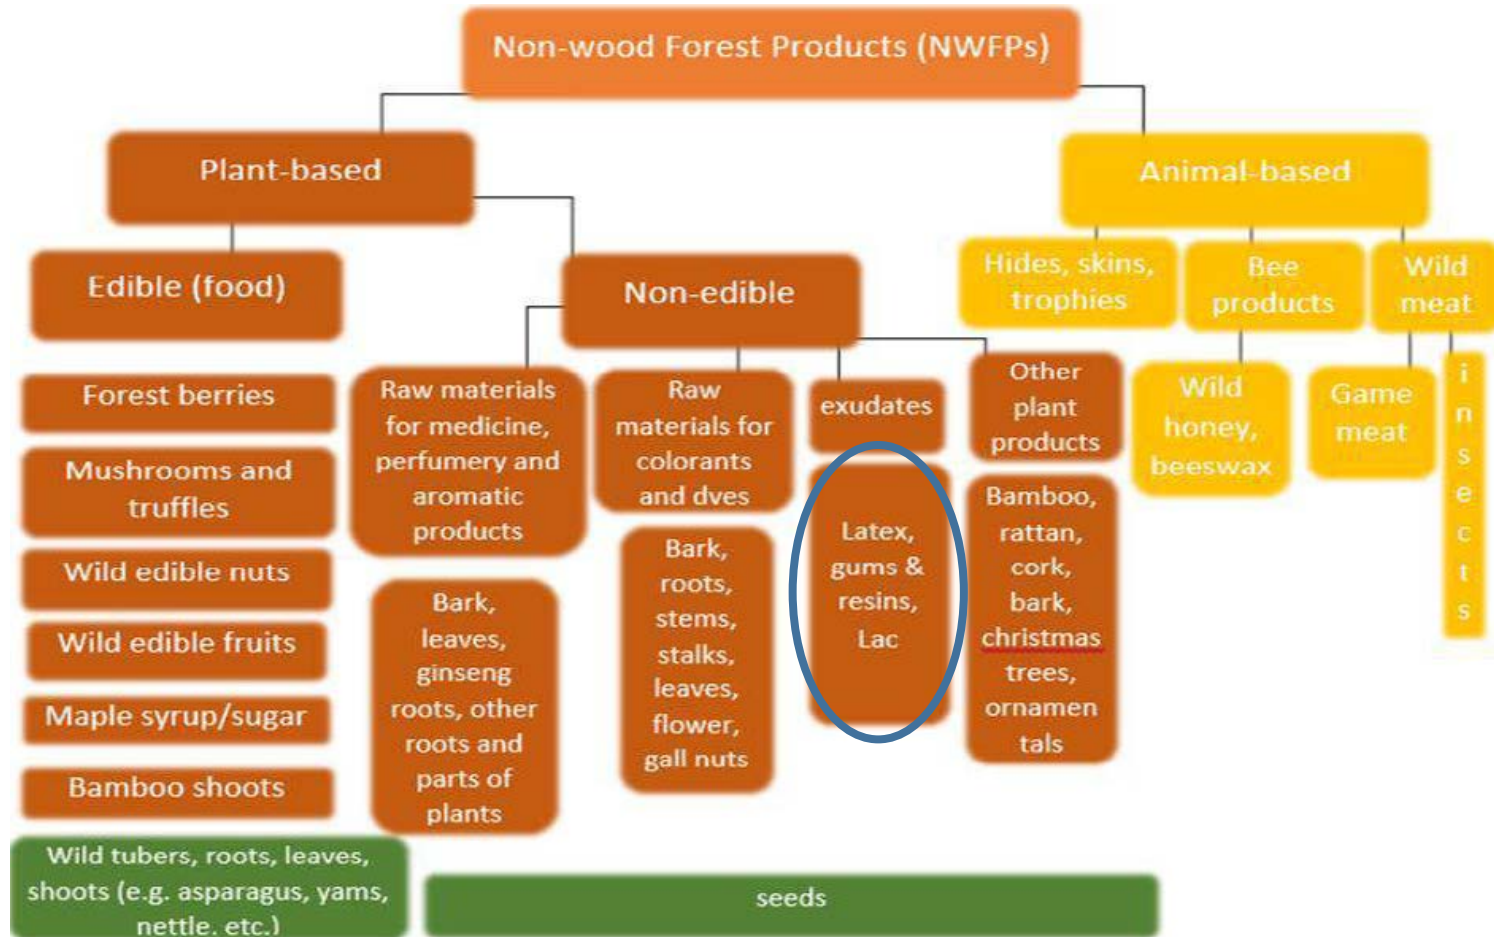 Non-wood Forest Products (NWFPs)
Plant-based
Animal-based
Edible (food)
Non-edible
Hides, skins,
trophies
Bee
products
Wild
meat
Forest berries
Mushrooms and
truffles
Wild edible nuts
Wild edible fruits
Maple syrup/sugar
Bamboo shoots
Wild tubers, roots, leaves,
shoots (e.g. asparagus, yams,
nettle. etc.)
Raw materials
for medicine,
perfumery and
aromatic
products
Bark,
leaves,
ginseng
roots, other
roots and
parts of
plants
Raw
materials for
colorants
and dves
Bark,
roots,
stems,
stalks,
leaves,
flower,
gall nuts
exudates
Latex,
gums &
resins,
Lac
Other
plant
products
Bamboo,
rattan,
cork,
bark,
christmas
trees,
ornamen
tals
Wild
honey,
beeswax
Game
meat
i
n
s
e
c
t
s
seeds